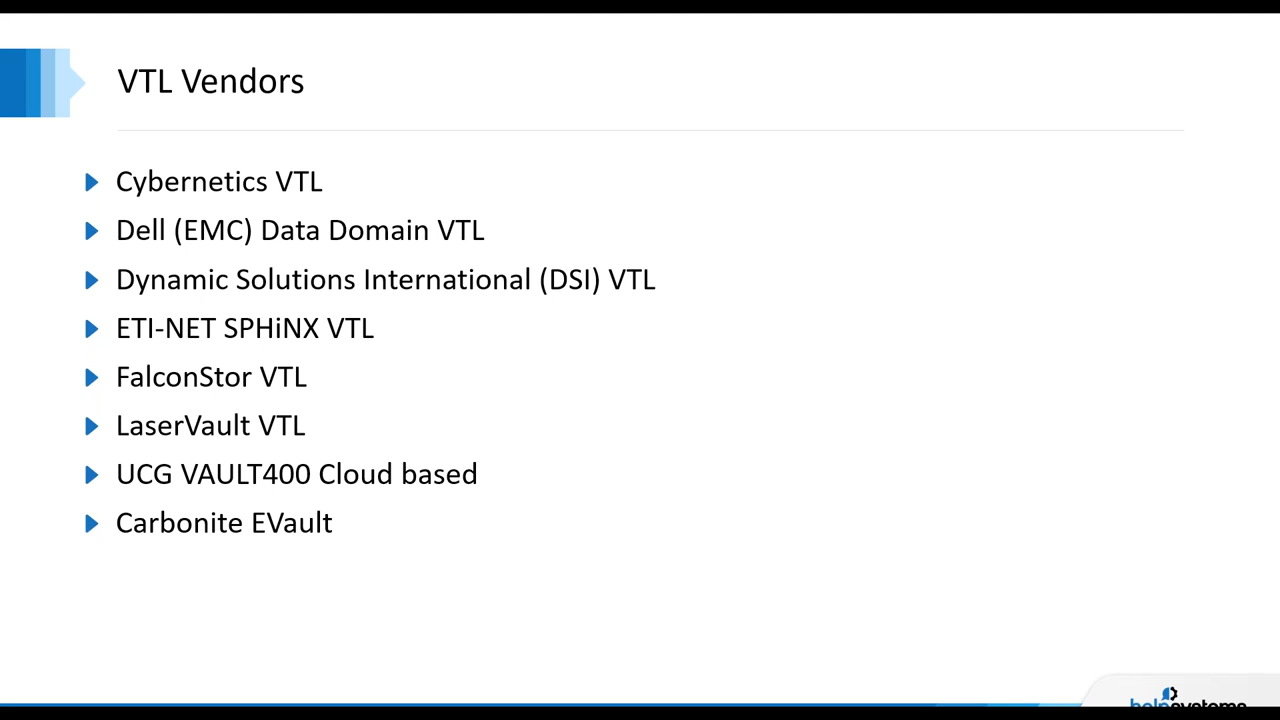 VTL Vendors
Cybernetics VTL
Dell (EMC) Data Domain VTL
Dynamic Solutions International (DSI) VTL
ETI-NET SPHiNX VTL
FalconStor VTL
LaserVault VTL
UCG VAULT400 Cloud based
Carbonite EVault
helpsystems